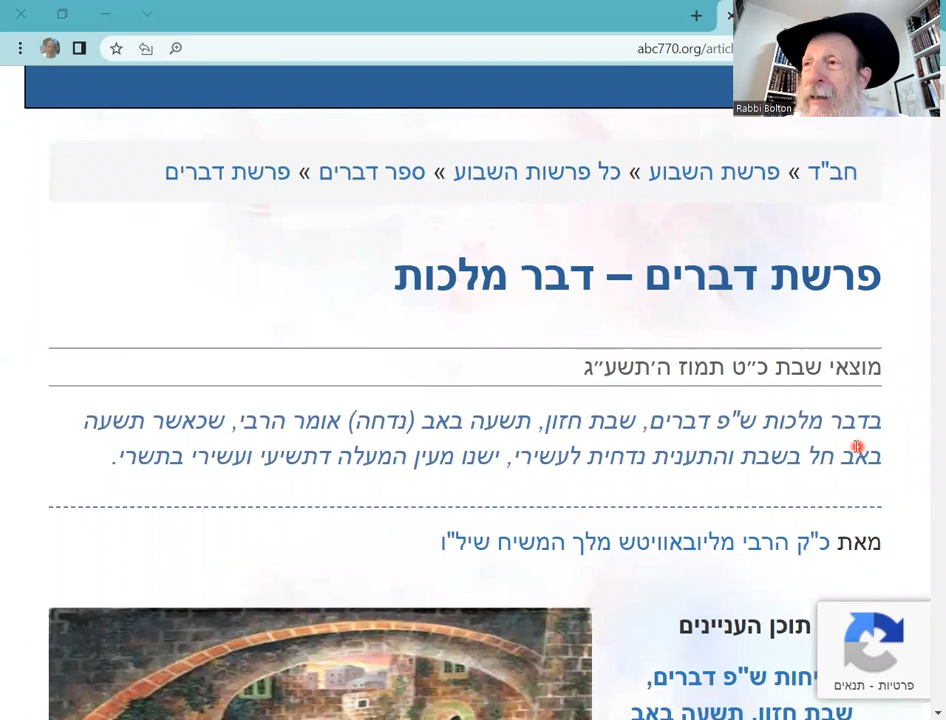 abc770.org/artic
Rabbi Bolton
חב"ד » פרשת השבוע » כל פרשות השבוע » ספר דברים » פרשת דברים
פרשת דברים – דבר מלכות
מוצאי שבת כ״ט תמוז ה׳תשע״ג
בדבר מלכות ש"פ דברים, שבת חזון, תשעה באב (נדחה) אומר הרבי, שכאשר תשעה
באב חל בשבת והתענית נדחית לעשירי, ישנו מעין המעלה דתשיעי ועשירי בתשרי.
מאת כ"ק הרבי מליובאוויטש מלך המשיח שיל"ו
תוכן העניינים
יחות ש"פ דברים,
שבת חזון, תשעה באב
פרטיות - תנאים